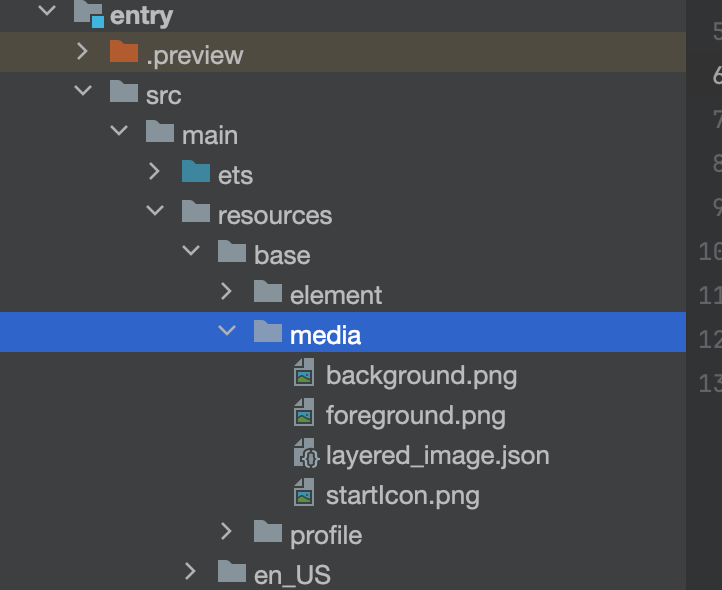 entry
.preview
src
main
ets
resources
base
element
media
background.png
foreground.png
layered_image.json
startIcon.png
profile
en_US
6
7
8
9
10
11
12
13